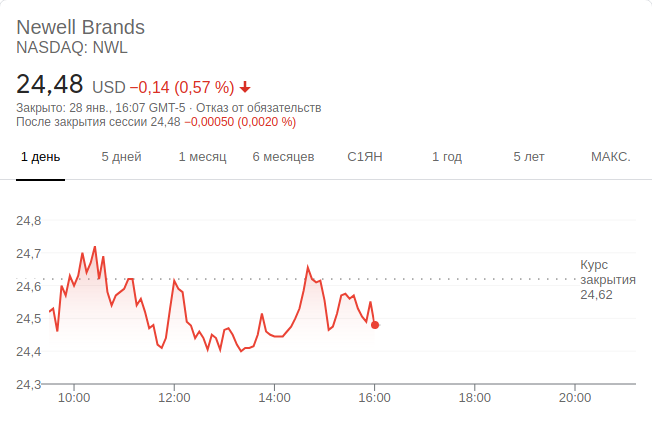 Newell Brands
NASDAQ: NWL
24,48 USD −0,14 (0,57 %)
Закрыто: 28 янв., 16:07 GMT-5 · Отказ от обязательств
После закрытия сессии 24,48 −0,00050 (0,0020 %)
1 день 5 дней 1 месяц 6 месяцев С1ЯН 1 год 5 лет МАКС.
24,8
24,7
24,6
24,5
24,4
24,3
Курс
закрытия
24,62
10:00 12:00 14:00 16:00 18:00 20:00